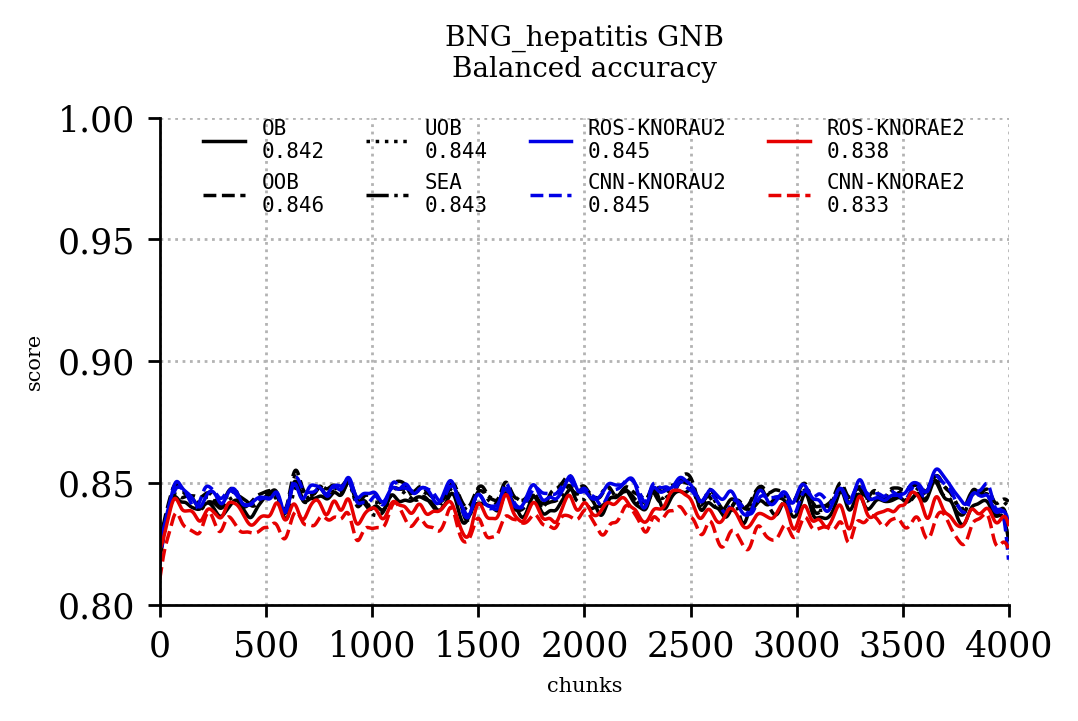 BNG_hepatitis GNB
Balanced accuracy
OB UOB ROS-KNORAU2 ROS-KNORAE2
0.842 0.844 0.845 0.838
OOB SEA CNN-KNORAU2 CNN-KNORAE2
0.846 0.843 0.845 0.833
1.00
0.95
0.90
0.85
0.80
score
0 500 1000 1500 2000 2500 3000 3500 4000
chunks